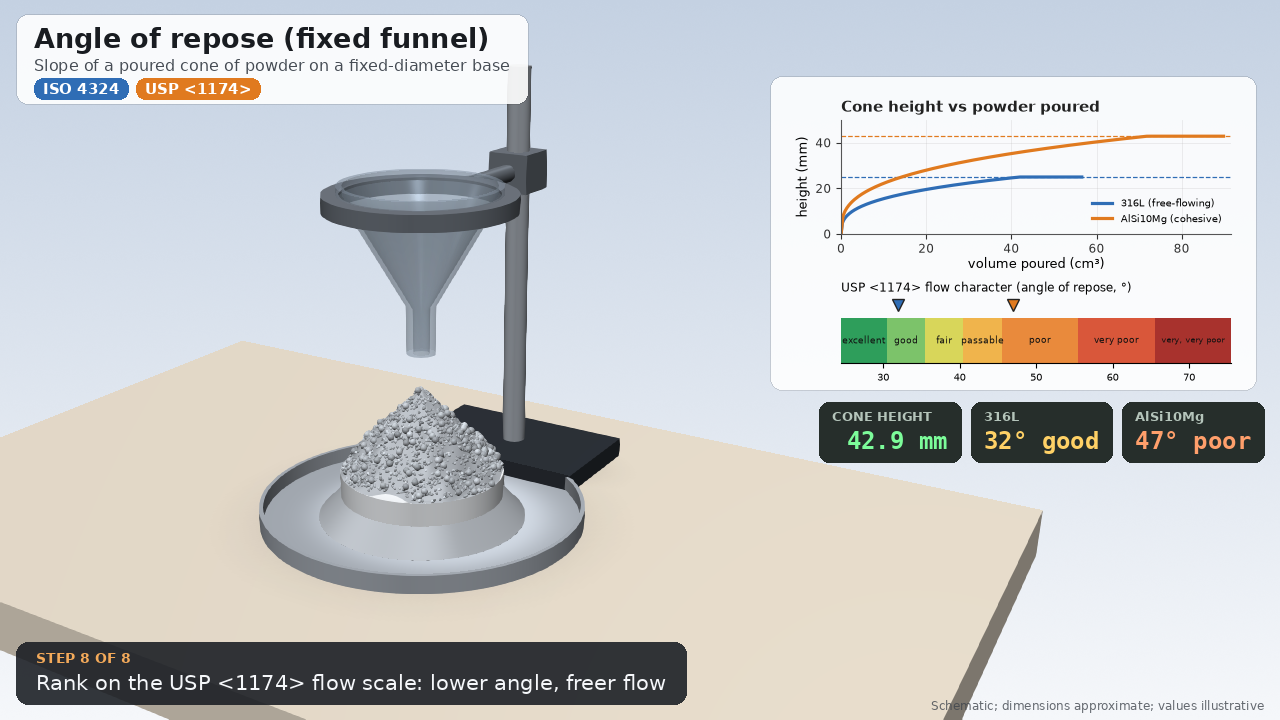 Angle of repose (fixed funnel)
Slope of a poured cone of powder on a fixed-diameter base
ISO 4324 USP <1174>
Cone height vs powder poured
height (mm)
40
20
0
0 20 40 60 80
316L (free-flowing)
AlSi10Mg (cohesive)
volume poured (cm³)
USP <1174> flow character (angle of repose, °)
excellent good fair passable poor very poor very, very poor
30 40 50 60 70
CONE HEIGHT 316L AlSi10Mg
42.9 mm 32° good 47° poor
STEP 8 OF 8
Rank on the USP <1174> flow scale: lower angle, freer flow
Schematic; dimensions approximate; values illustrative